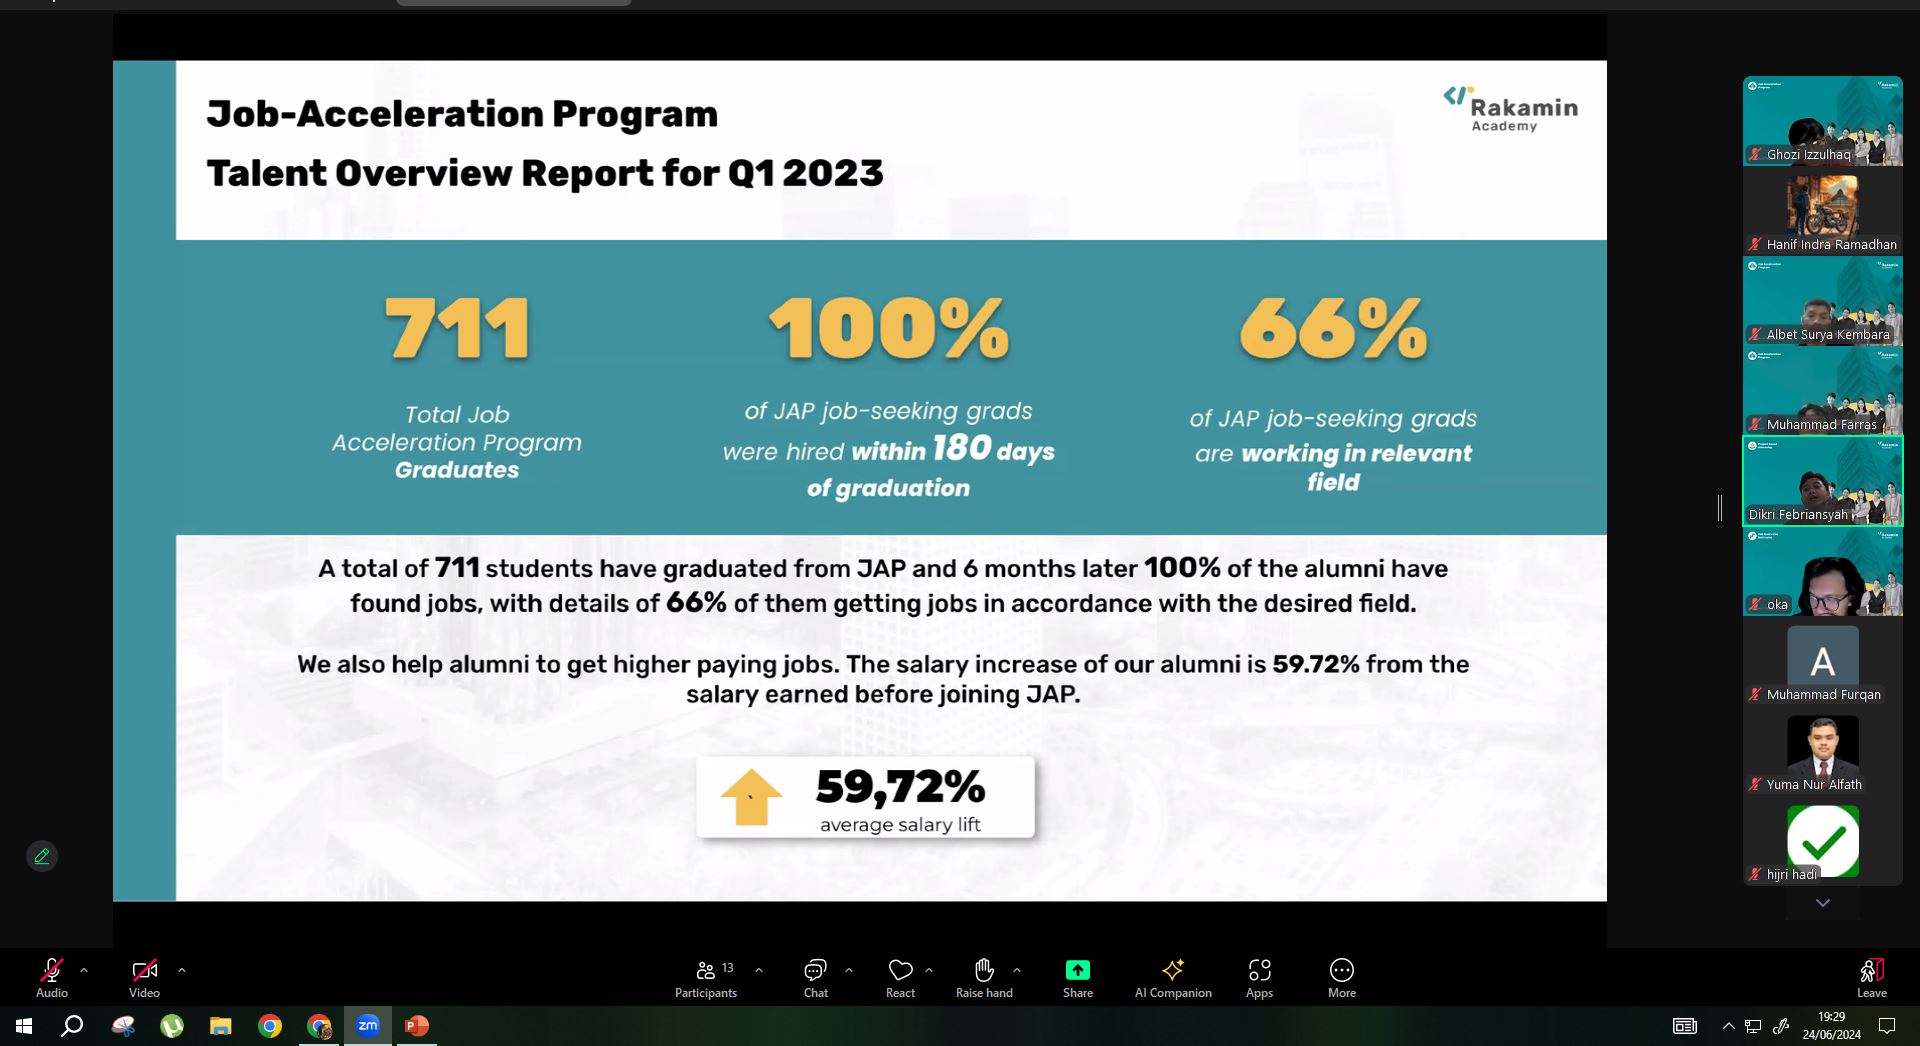 Job-Acceleration Program
Talent Overview Report for Q1 2023
Rakamin
Academy
711
Total Job
Acceleration Program
Graduates
100%
of JAP job-seeking grads
were hired within 180 days
of graduation
66%
of JAP job-seeking grads
are working in relevant
field
A total of 711 students have graduated from JAP and 6 months later 100% of the alumni have
found jobs, with details of 66% of them getting jobs in accordance with the desired field.
We also help alumni to get higher paying jobs. The salary increase of our alumni is 59.72% from the
salary earned before joining JAP.
59,72%
average salary lift
Ghozi Izzulhaq
Hanif Indra Ramadhan
Albet Surya Kembara
Muhammad Farras
Dikri Febriansyah
oka
A
Muhammad Furqan
Yuma Nur Alfath
hijri hadi
Audio
Video
Participants
13
Chat
React
Raise hand
Share
AI Companion
Apps
More
Leave
zm
P
19:29
24/06/2024